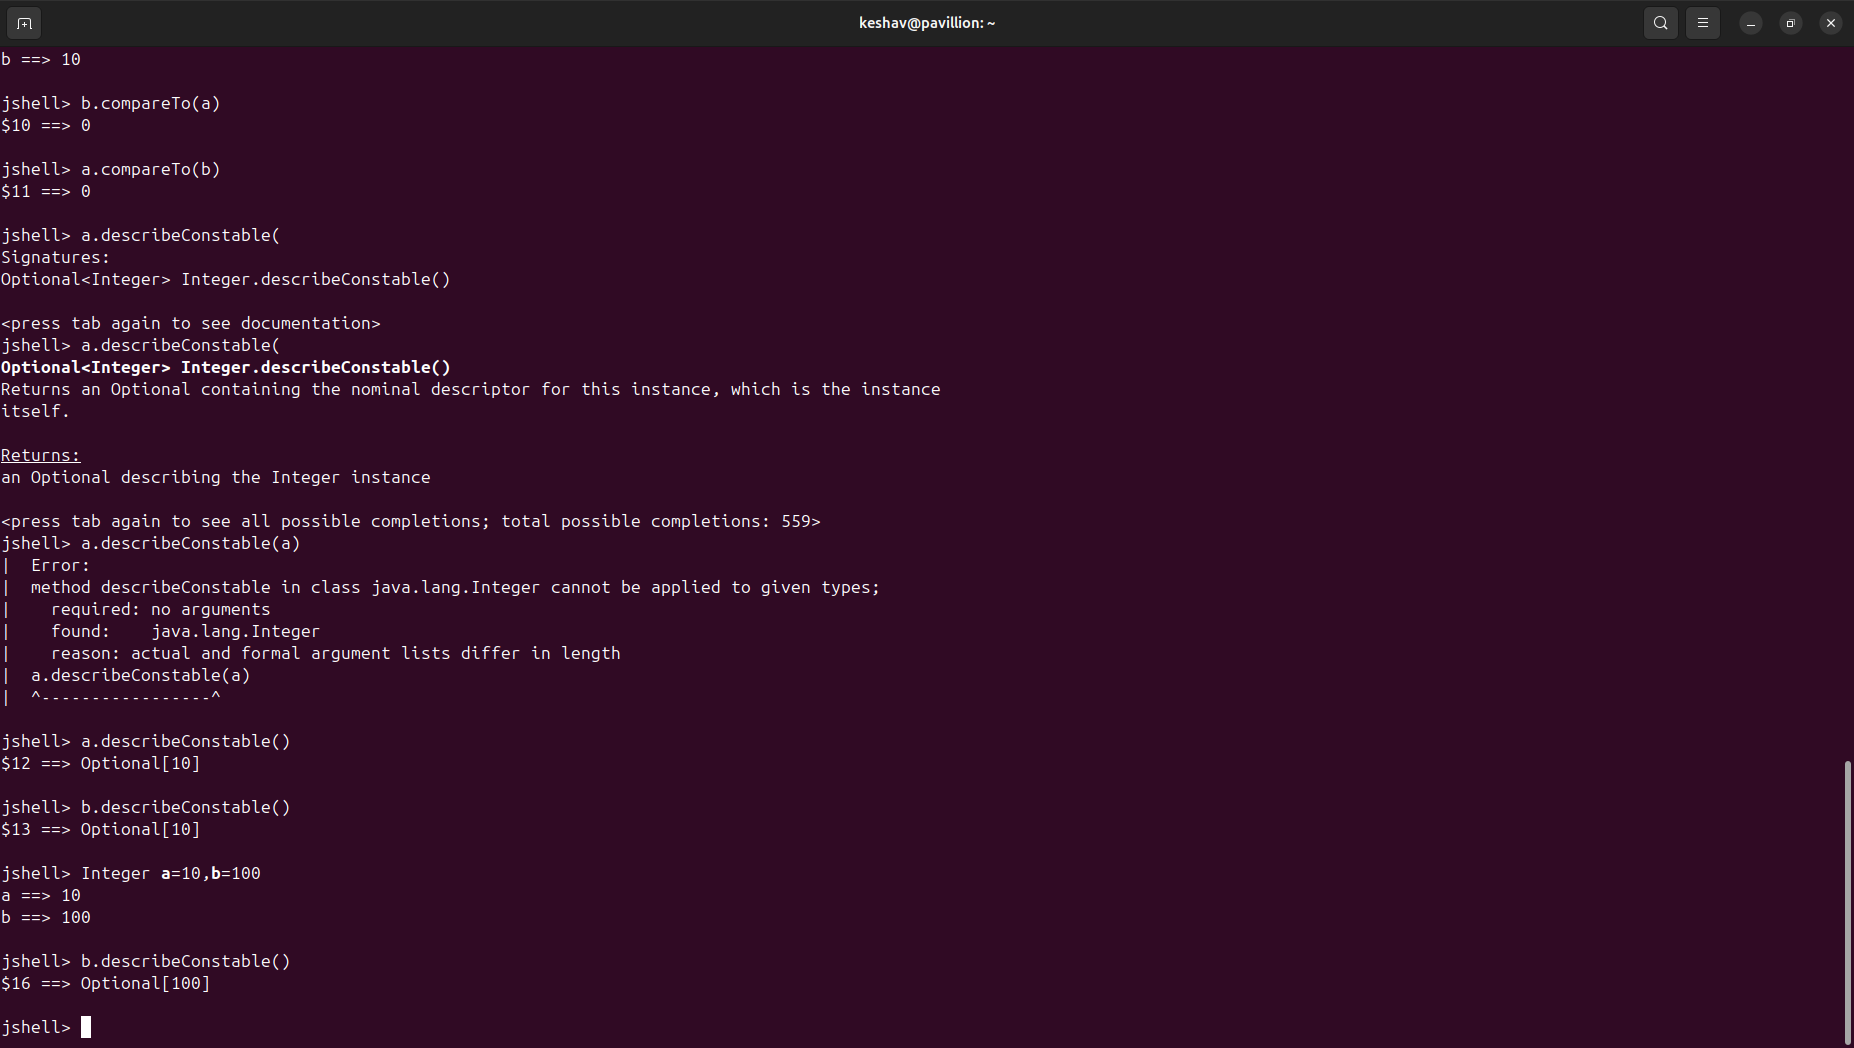 keshav@pavillion: ~
b ==> 10
jshell> b.compareTo(a)
$10 ==> 0
jshell> a.compareTo(b)
$11 ==> 0
jshell> a.describeConstable(
Signatures:
Optional<Integer> Integer.describeConstable()
<press tab again to see documentation>
jshell> a.describeConstable(
Optional<Integer> Integer.describeConstable()
Returns an Optional containing the nominal descriptor for this instance, which is the instance
itself.
Returns:
an Optional describing the Integer instance
<press tab again to see all possible completions; total possible completions: 559>
jshell> a.describeConstable(a)
|  Error:
|  method describeConstable in class java.lang.Integer cannot be applied to given types;
|    required: no arguments
|    found:    java.lang.Integer
|    reason: actual and formal argument lists differ in length
|  a.describeConstable(a)
|  ^-----------------^
jshell> a.describeConstable()
$12 ==> Optional[10]
jshell> b.describeConstable()
$13 ==> Optional[10]
jshell> Integer a=10,b=100
a ==> 10
b ==> 100
jshell> b.describeConstable()
$16 ==> Optional[100]
jshell>